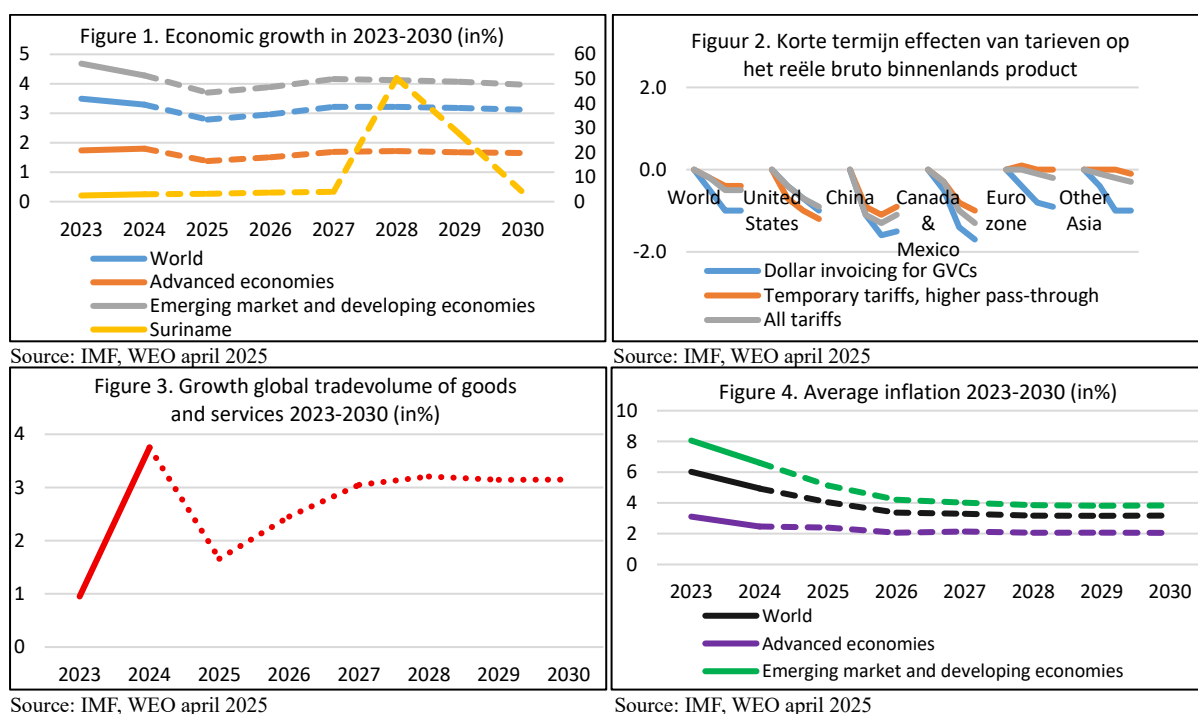 Figure 1. Economic growth in 2023-2030 (in%)
5
4
3
2
1
0
60
50
40
30
20
10
0
2023 2024 2025 2026 2027 2028 2029 2030
World
Advanced economies
Emerging market and developing economies
Suriname
Source: IMF, WEO april 2025
Figuur 2. Korte termijn effecten van tarieven op
het reële bruto binnenlands product
2.0
0.0
-2.0
World
United
States
China
Canada
&
Mexico
Euro
zone
Other
Asia
Dollar invoicing for GVCs
Temporary tariffs, higher pass-through
All tariffs
Source: IMF, WEO april 2025
Figure 3. Growth global tradevolume of goods
and services 2023-2030 (in%)
4
3
2
1
0
2023 2024 2025 2026 2027 2028 2029 2030
Source: IMF, WEO april 2025
Figure 4. Average inflation 2023-2030 (in%)
10
8
6
4
2
0
2023 2024 2025 2026 2027 2028 2029 2030
World
Advanced economies
Emerging market and developing economies
Source: IMF, WEO april 2025